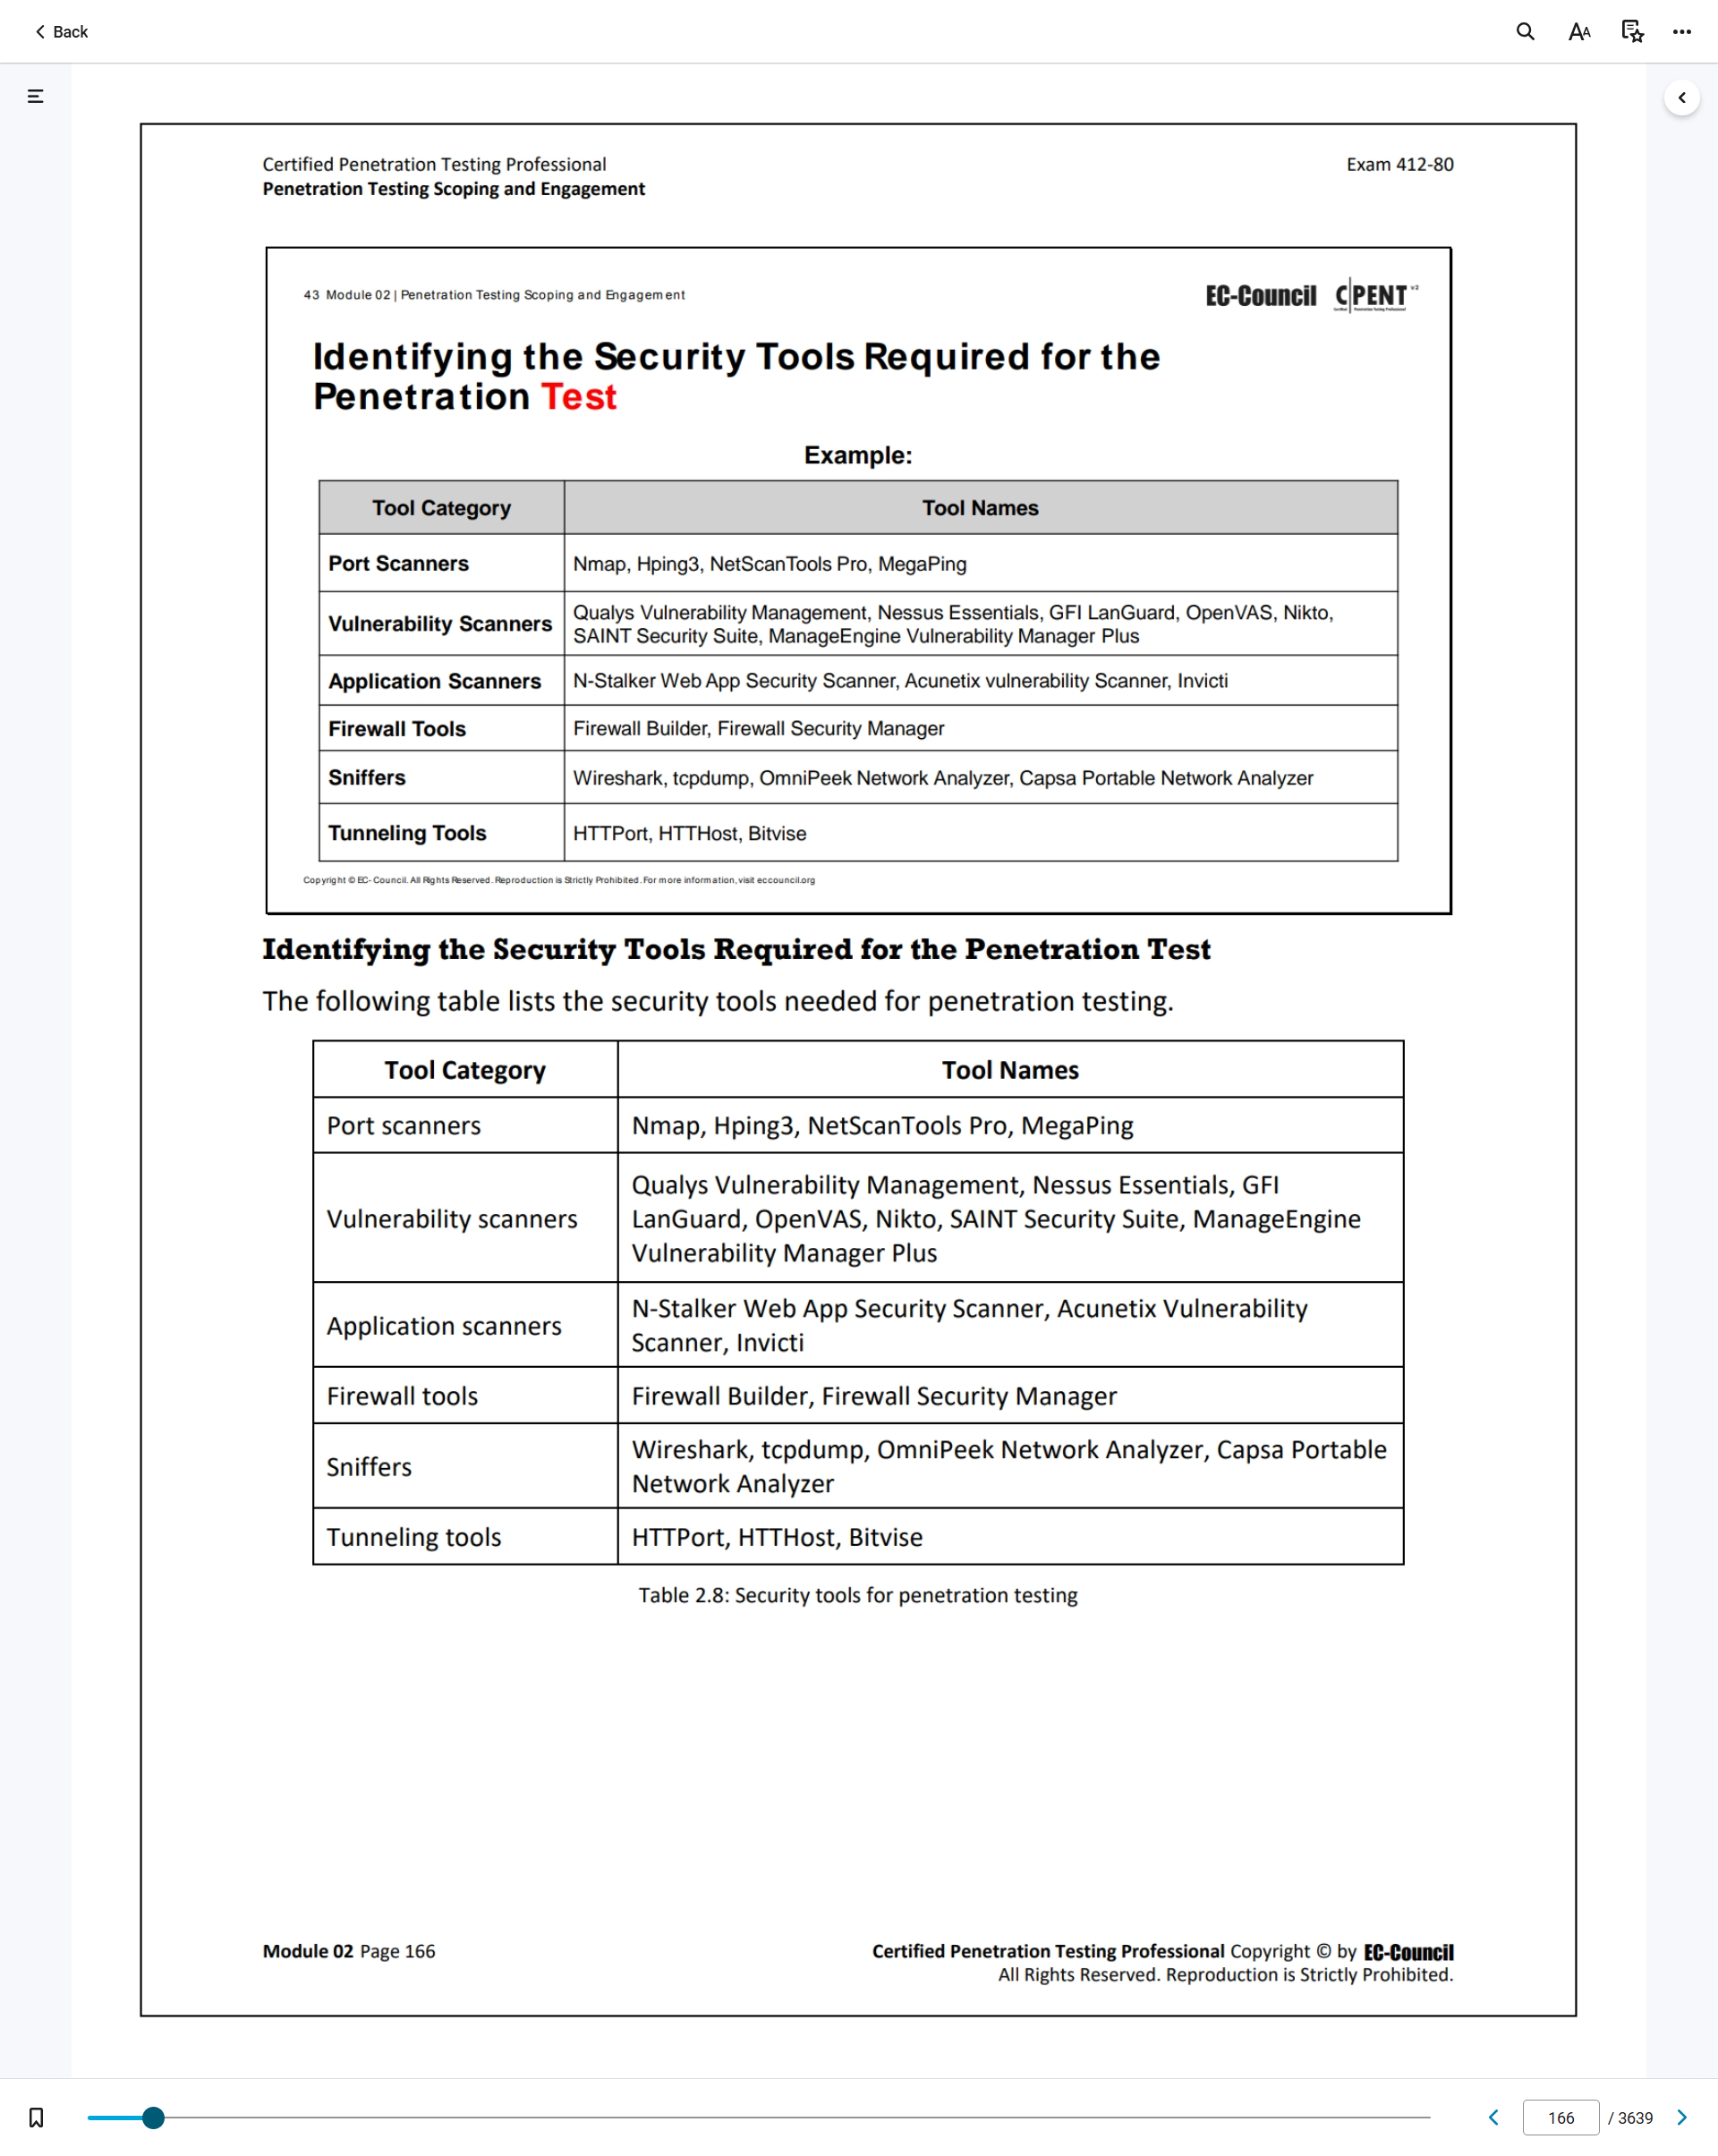 Back
Certified Penetration Testing Professional
Exam 412-80
Penetration Testing Scoping and Engagement
43 Module 02 | Penetration Testing Scoping and Engagement
EC-Council C|PENT v2
Identifying the Security Tools Required for the
Penetration Test
Example:
Tool Category
Tool Names
Port Scanners
Nmap, Hping3, NetScanTools Pro, MegaPing
Vulnerability Scanners
Qualys Vulnerability Management, Nessus Essentials, GFI LanGuard, OpenVAS, Nikto,
SAINT Security Suite, ManageEngine Vulnerability Manager Plus
Application Scanners
N-Stalker Web App Security Scanner, Acunetix vulnerability Scanner, Invicti
Firewall Tools
Firewall Builder, Firewall Security Manager
Sniffers
Wireshark, tcpdump, OmniPeek Network Analyzer, Capsa Portable Network Analyzer
Tunneling Tools
HTTPort, HTTHost, Bitvise
Copyright © EC-Council. All Rights Reserved. Reproduction is Strictly Prohibited. For more information, visit eccouncil.org
Identifying the Security Tools Required for the Penetration Test
The following table lists the security tools needed for penetration testing.
Tool Category
Tool Names
Port scanners
Nmap, Hping3, NetScanTools Pro, MegaPing
Vulnerability scanners
Qualys Vulnerability Management, Nessus Essentials, GFI
LanGuard, OpenVAS, Nikto, SAINT Security Suite, ManageEngine
Vulnerability Manager Plus
Application scanners
N-Stalker Web App Security Scanner, Acunetix Vulnerability
Scanner, Invicti
Firewall tools
Firewall Builder, Firewall Security Manager
Sniffers
Wireshark, tcpdump, OmniPeek Network Analyzer, Capsa Portable
Network Analyzer
Tunneling tools
HTTPort, HTTHost, Bitvise
Table 2.8: Security tools for penetration testing
Module 02 Page 166
Certified Penetration Testing Professional Copyright © by EC-Council
All Rights Reserved. Reproduction is Strictly Prohibited.
166 / 3639